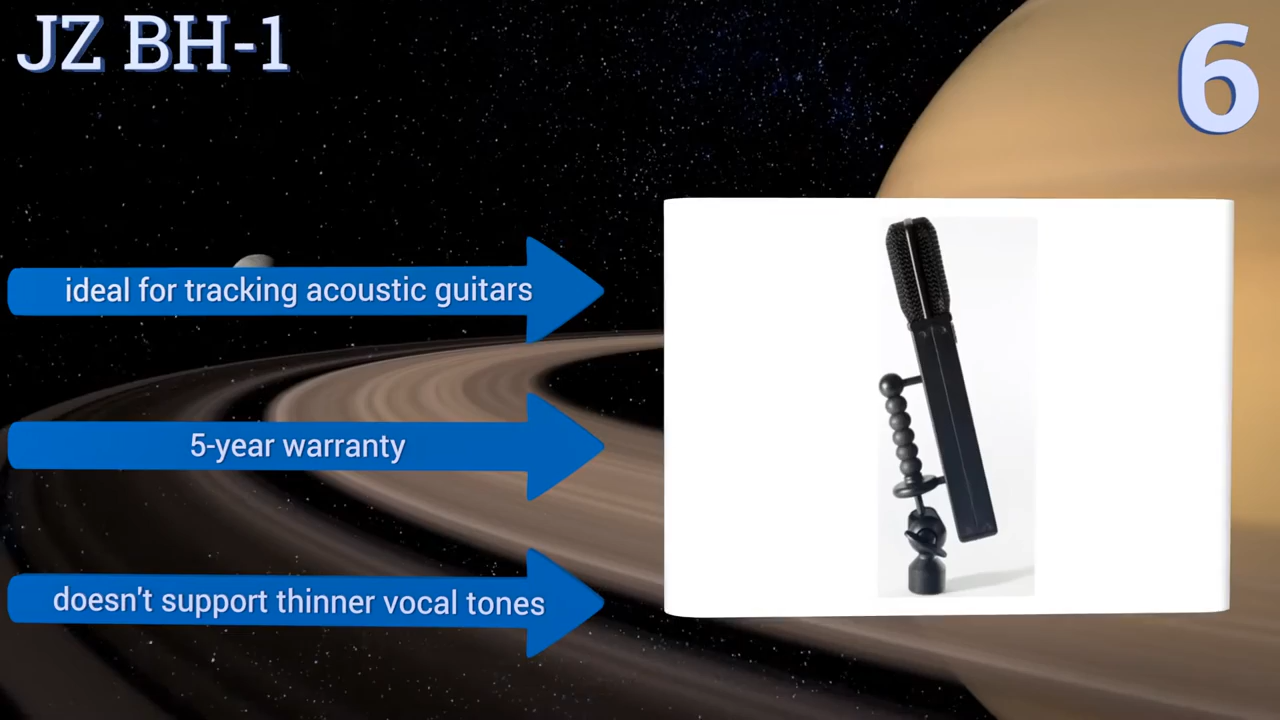 JZ BH-1
6
ideal for tracking acoustic guitars
5-year warranty
doesn't support thinner vocal tones